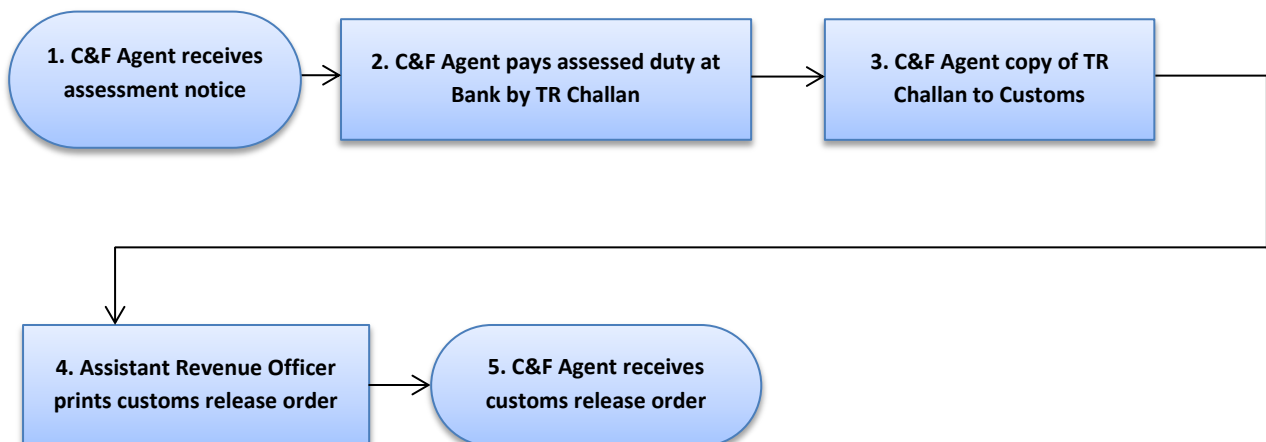 1. C&F Agent receives
assessment notice
2. C&F Agent pays assessed duty at
Bank by TR Challan
3. C&F Agent copy of TR
Challan to Customs
4. Assistant Revenue Officer
prints customs release order
5. C&F Agent receives
customs release order